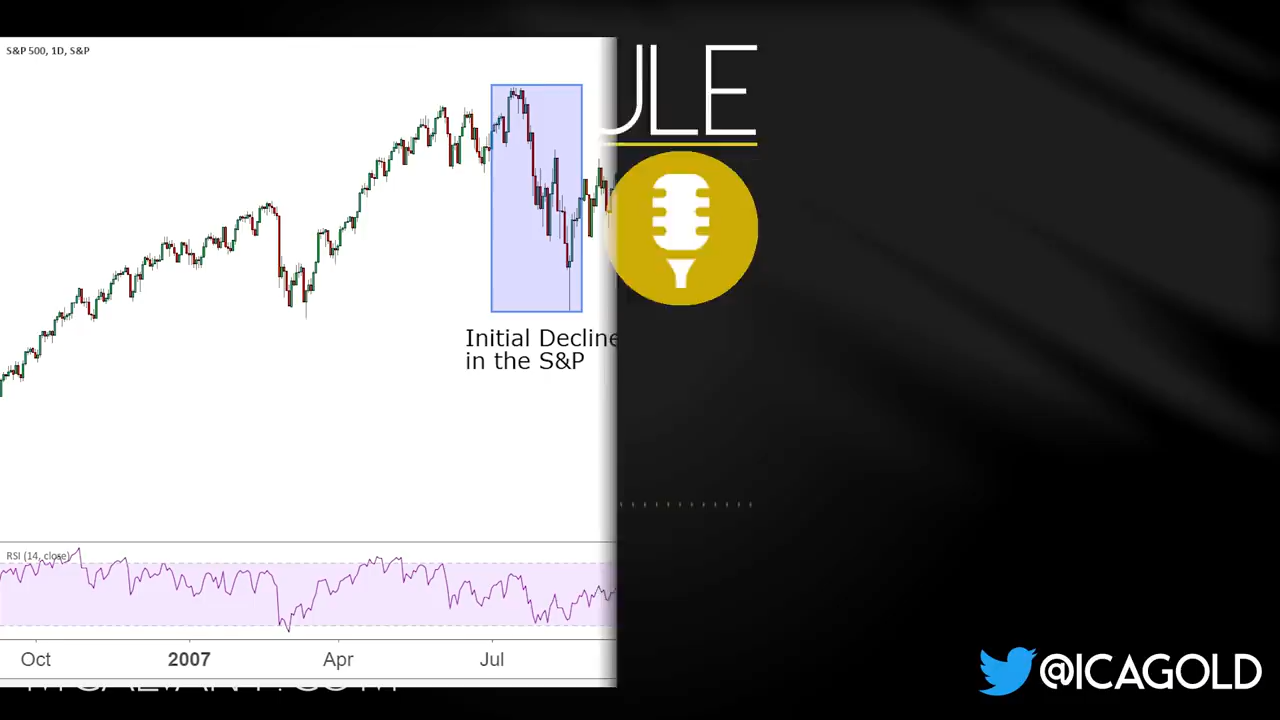 S&P 500, 1D, S&P
ULE
Initial Decline
in the S&P
RSI (14, close)
Oct 2007 Apr Jul
@ICAGOLD